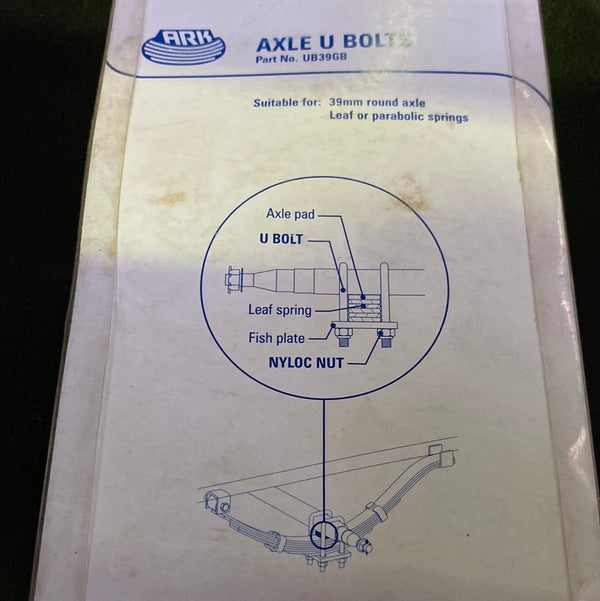 ARK
AXLE U BOLTS
Part No. UB39GB
Suitable for: 39mm round axle
Leaf or parabolic springs
Axle pad
U BOLT
Leaf spring
Fish plate
NYLOC NUT